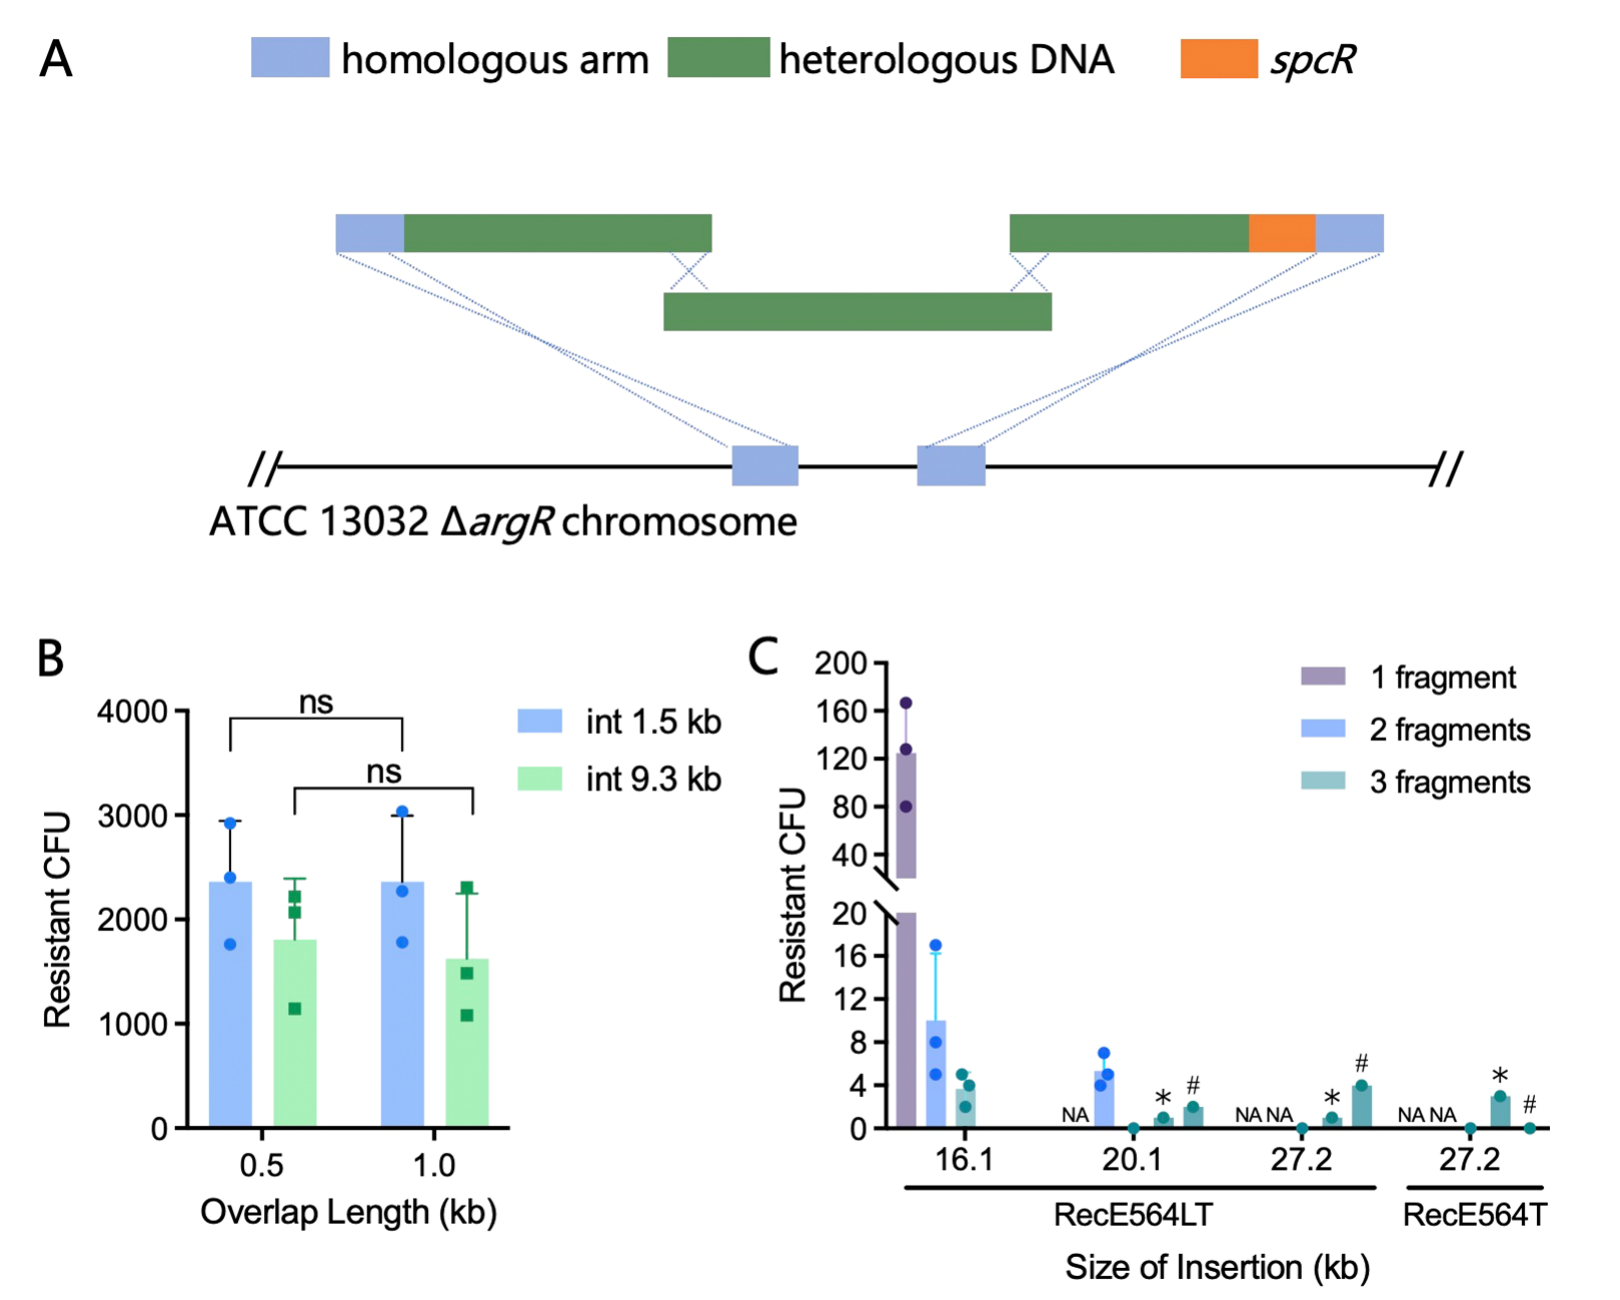 A
homologous arm heterologous DNA spcR
// //
ATCC 13032 ΔargR chromosome
B
Resistant CFU
4000
3000
2000
1000
0
ns
ns
int 1.5 kb
int 9.3 kb
0.5 1.0
Overlap Length (kb)
C
Resistant CFU
200
160
120
80
40
20
16
12
8
4
0
1 fragment
2 fragments
3 fragments
NA * # NA NA * # NA NA * #
16.1 20.1 27.2 27.2
RecE564LT RecE564T
Size of Insertion (kb)